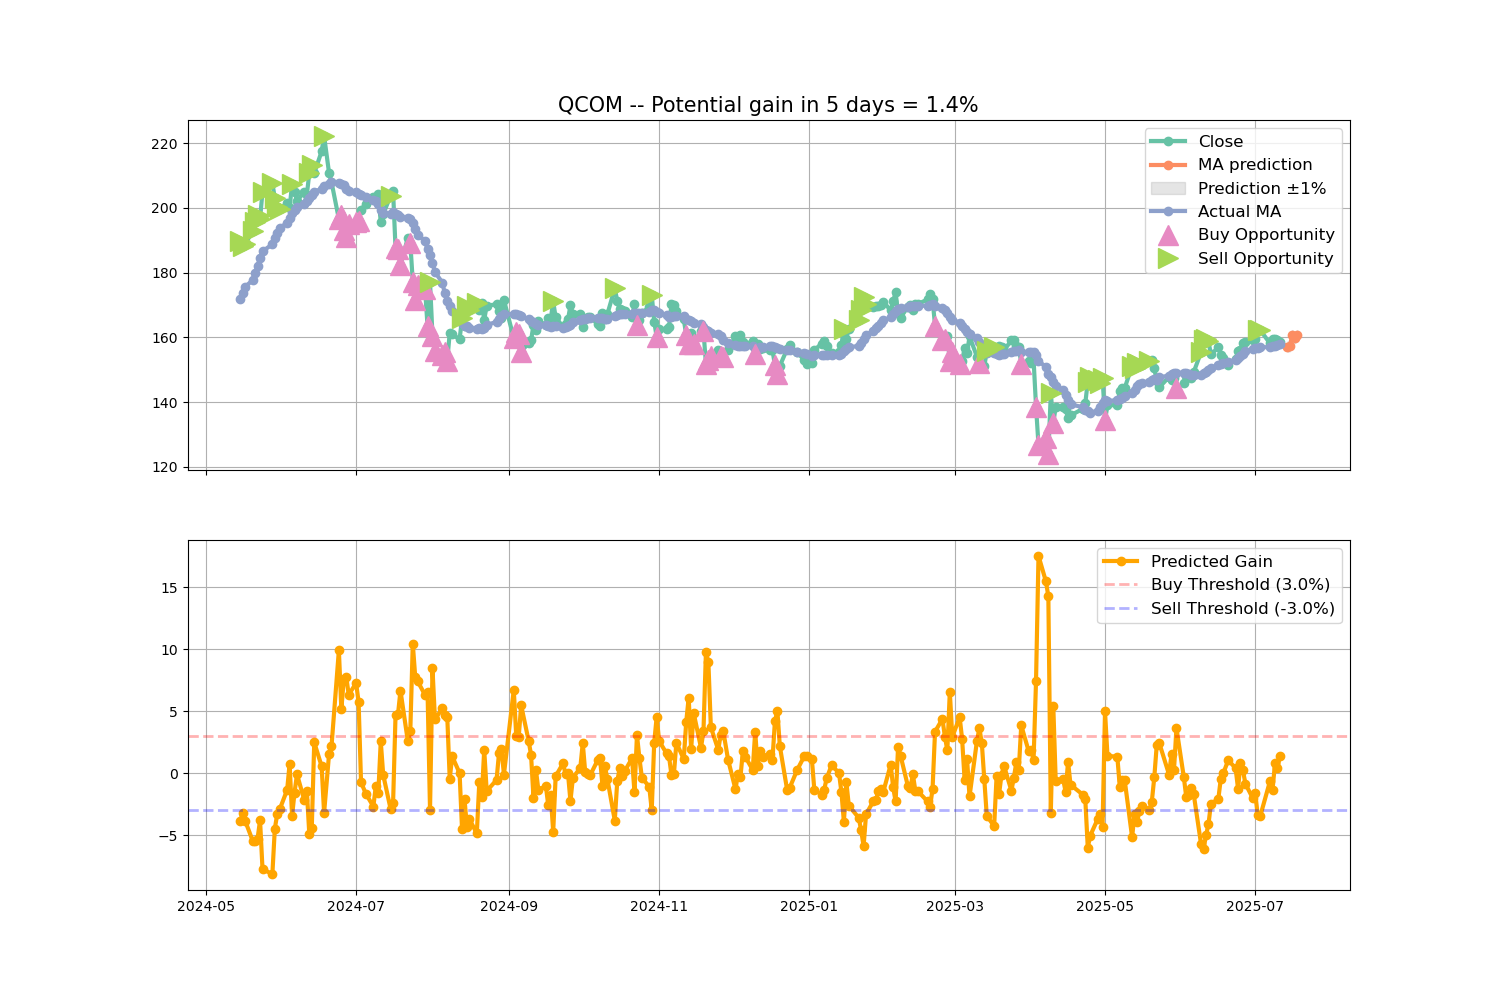 QCOM -- Potential gain in 5 days = 1.4%
220
200
180
160
140
120
Close
MA prediction
Prediction ±1%
Actual MA
Buy Opportunity
Sell Opportunity
15
10
5
0
−5
Predicted Gain
Buy Threshold (3.0%)
Sell Threshold (-3.0%)
2024-05
2024-07
2024-09
2024-11
2025-01
2025-03
2025-05
2025-07